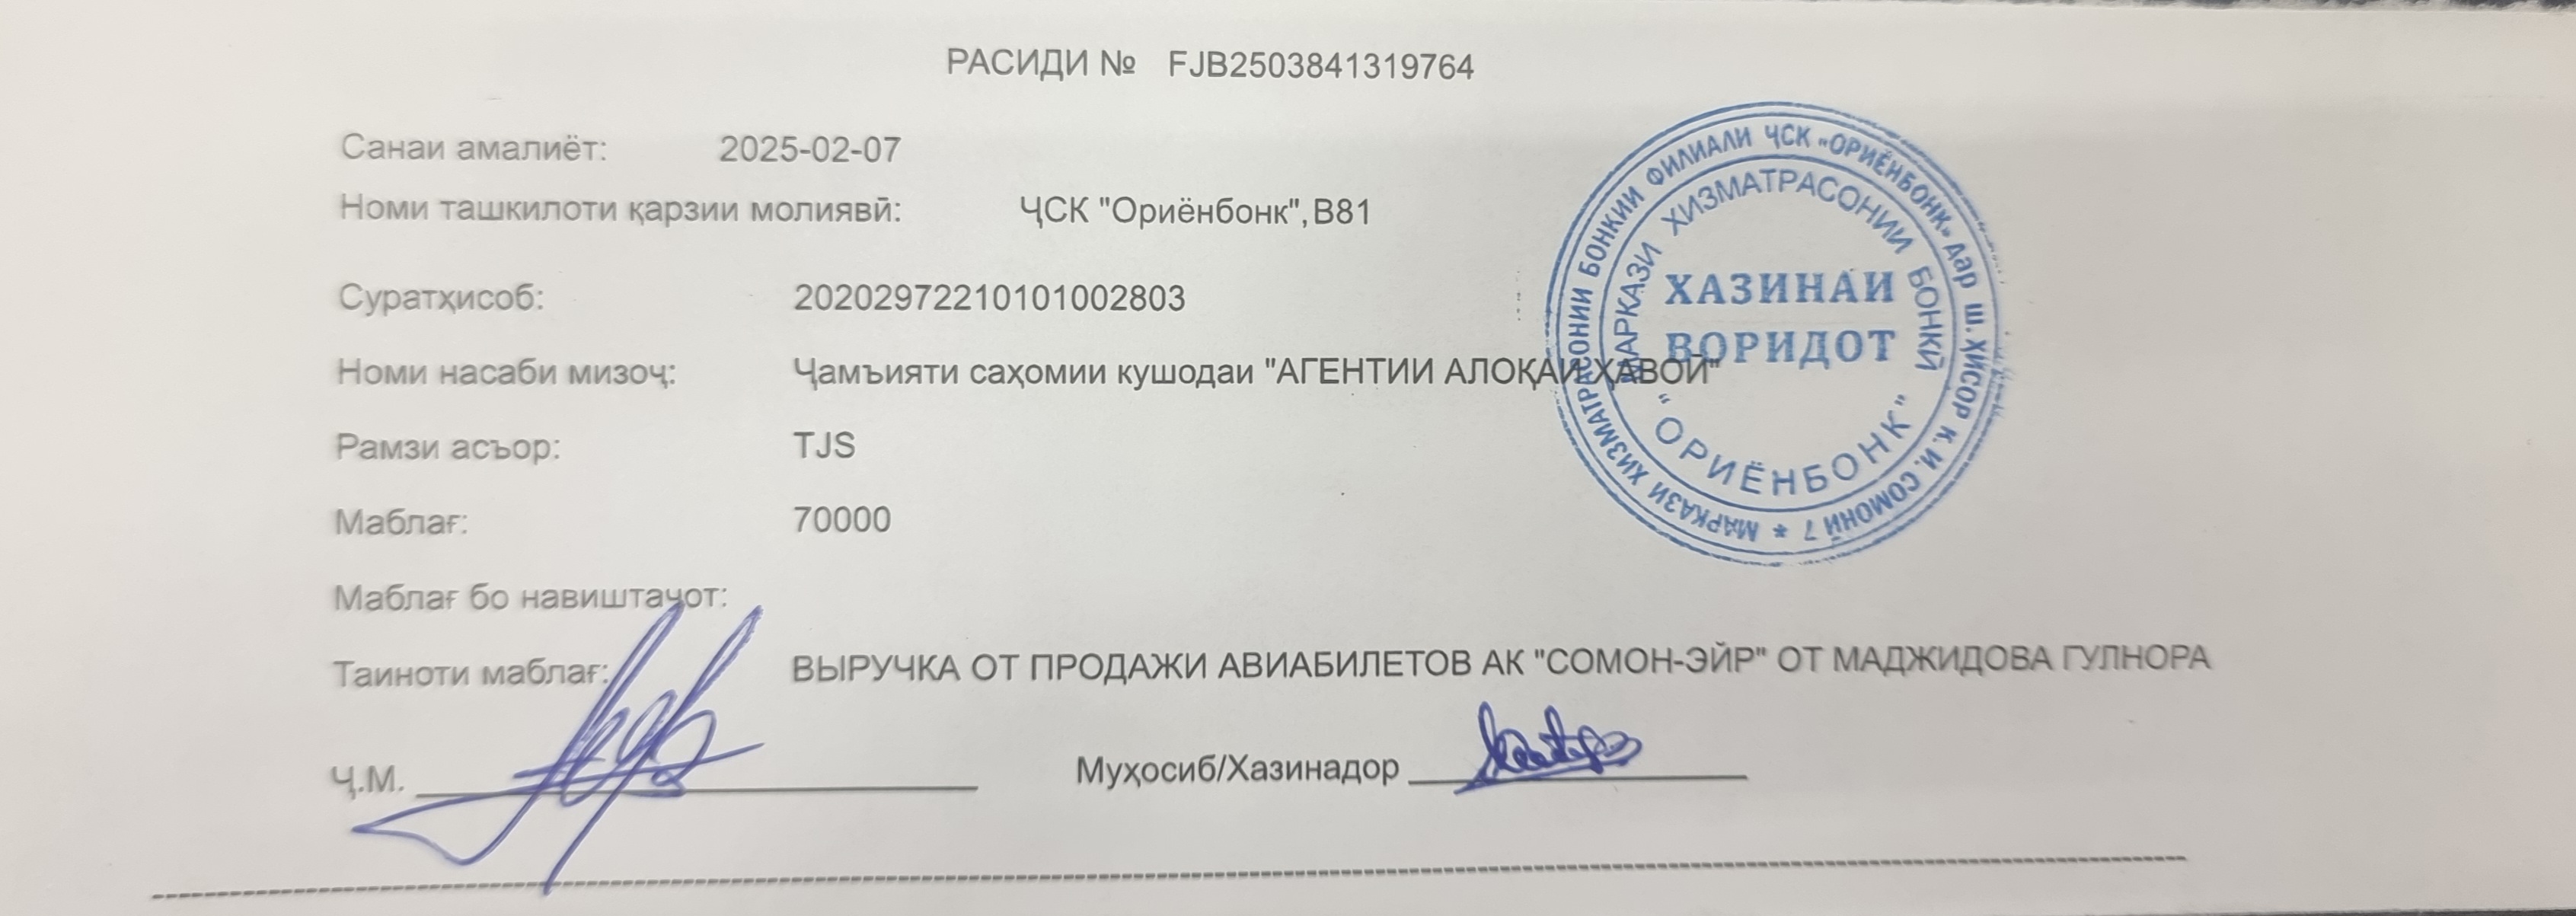 РАСИДИ № FJB2503841319764
Санаи амалиёт: 2025-02-07
Номи ташкилоти қарзии молиявӣ: ҶСК "Ориёнбонк",В81
Суратҳисоб: 20202972210101002803
Номи насаби мизоҷ: Ҷамъияти саҳомии кушодаи "АГЕНТИИ АЛОҚАИ ҲАВОӢ"
Рамзи асъор: TJS
Маблағ: 70000
Маблағ бо навиштаҷот:
Таиноти маблағ: ВЫРУЧКА ОТ ПРОДАЖИ АВИАБИЛЕТОВ АК "СОМОН-ЭЙР" ОТ МАДЖИДОВА ГУЛНОРА
Ҷ.М. Муҳосиб/Хазинадор
МАРКАЗИ ХИЗМАТРАСОНИИ БОНКИИ ФИЛИАЛИ ҶСК «ОРИЁНБОНК» дар ш. ҲИСОР К. И. СОМОНӢ 7 *
МАРКАЗИ ХИЗМАТРАСОНИИ БОНКӢ
"ОРИЁНБОНК"
ХАЗИНАИ
ВОРИДОТ